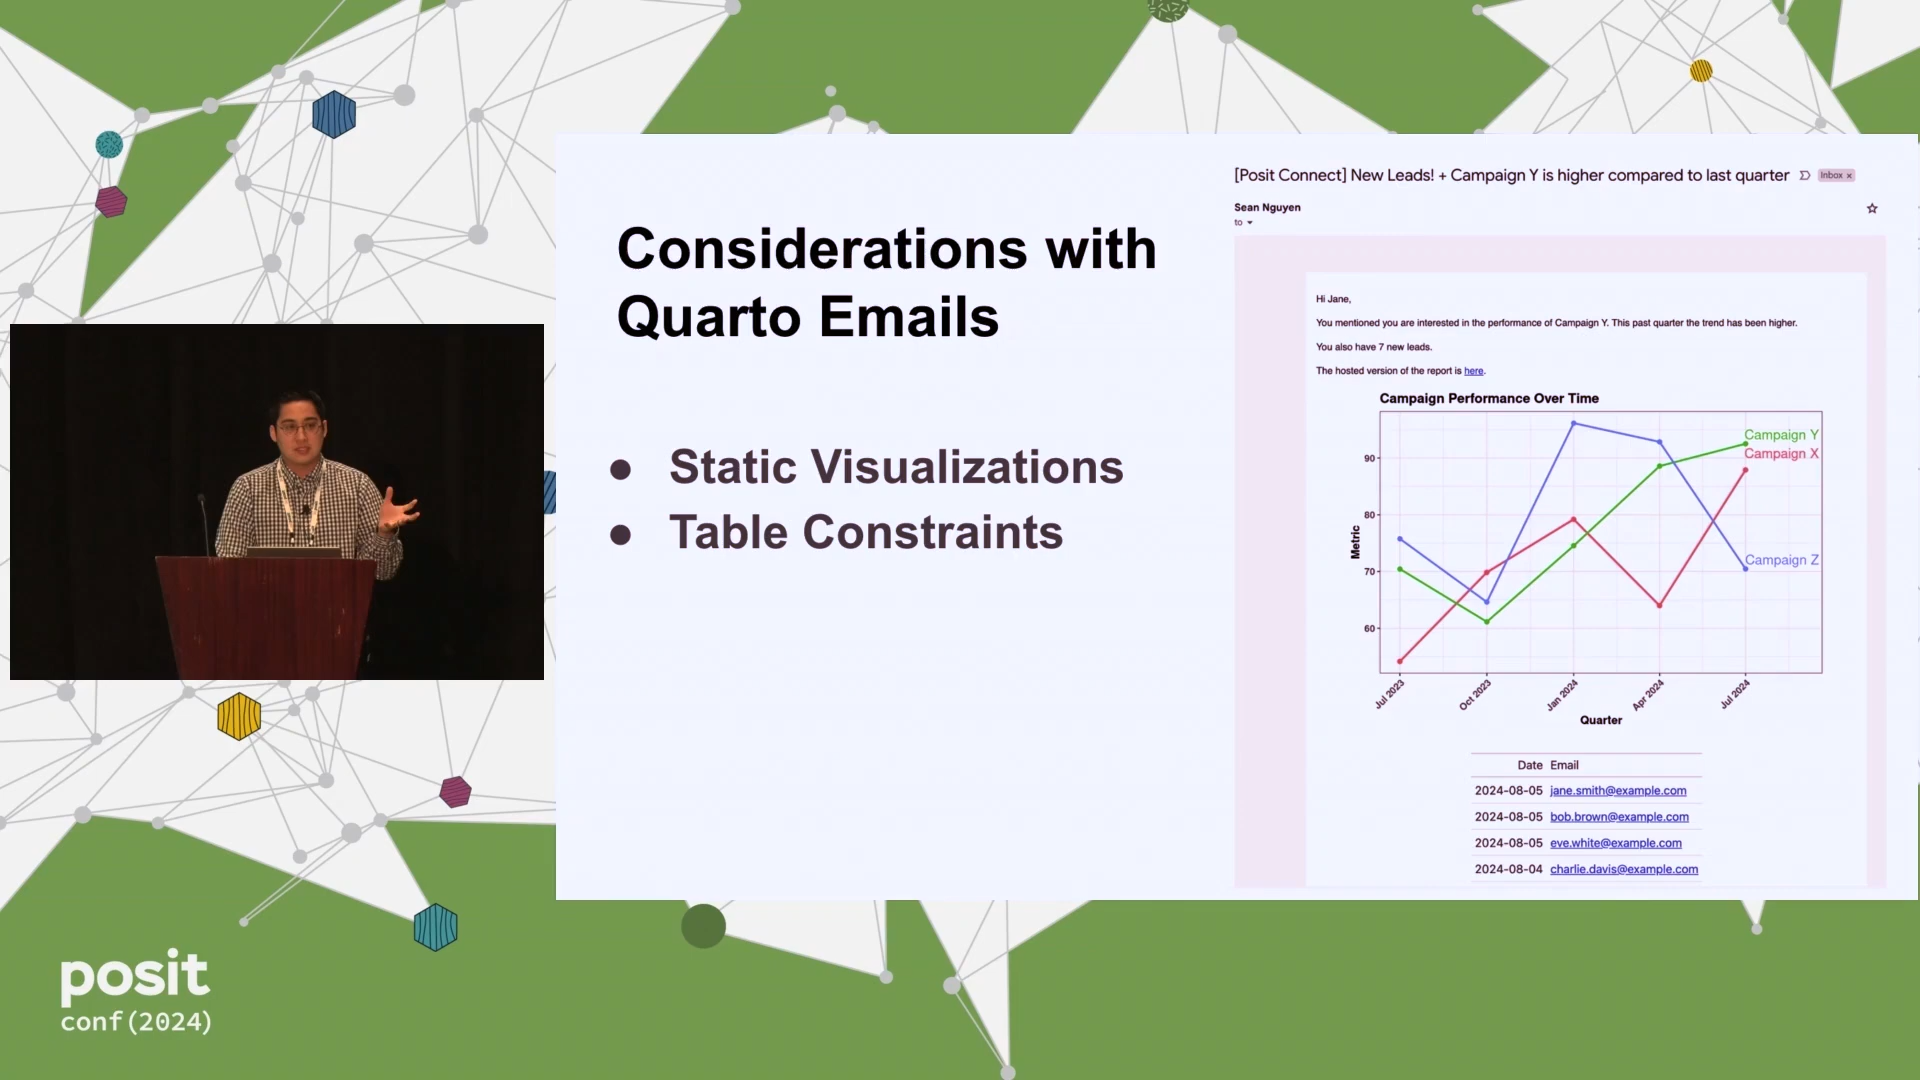 Considerations with
Quarto Emails
● Static Visualizations
● Table Constraints
[Posit Connect] New Leads! + Campaign Y is higher compared to last quarter
Inbox x
Sean Nguyen
to
Hi Jane,
You mentioned you are interested in the performance of Campaign Y. This past quarter the trend has been higher.
You also have 7 new leads.
The hosted version of the report is here.
Campaign Performance Over Time
Campaign Y
Campaign X
Campaign Z
Metric
90
80
70
60
Jul 2023
Oct 2023
Jan 2024
Apr 2024
Jul 2024
Quarter
Date Email
2024-08-05 jane.smith@example.com
2024-08-05 bob.brown@example.com
2024-08-05 eve.white@example.com
2024-08-04 charlie.davis@example.com
posit
conf(2024)